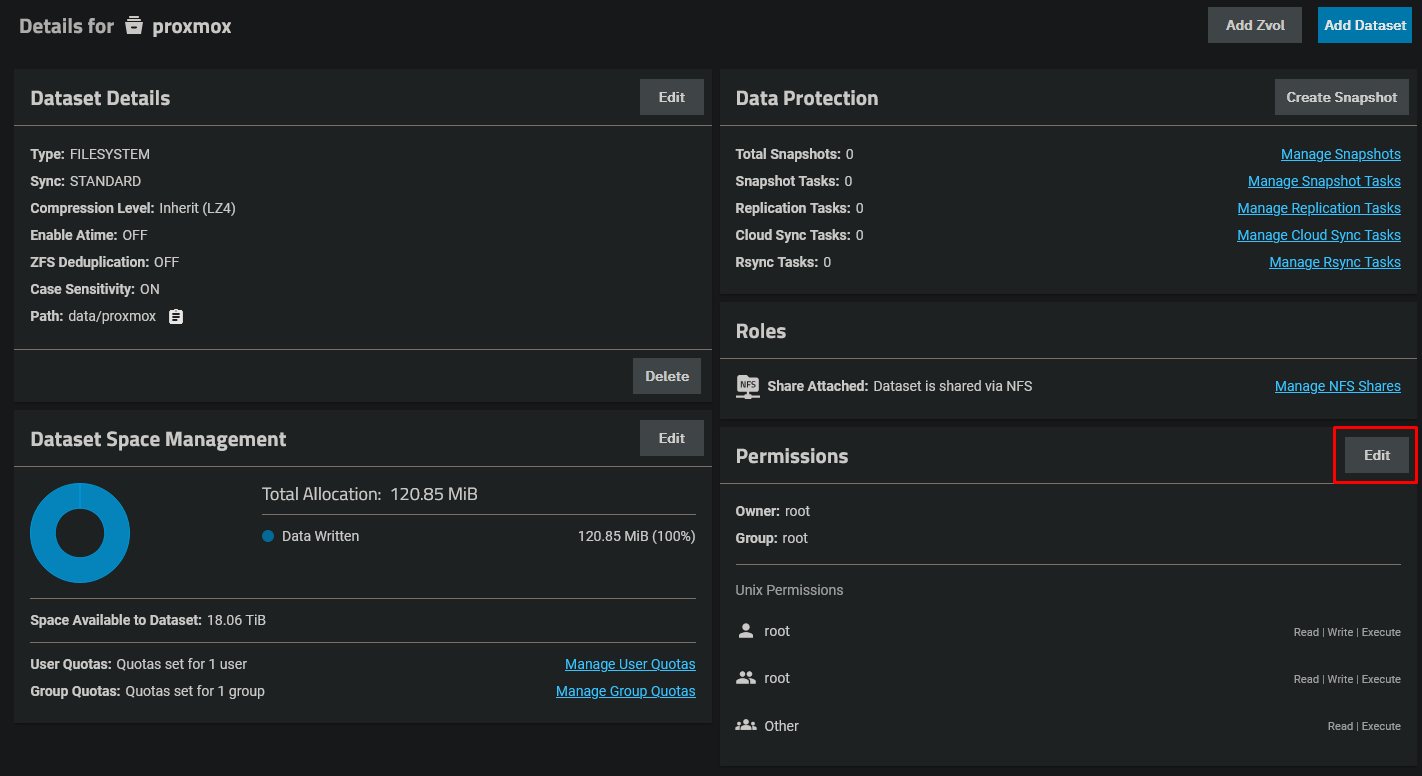 Details for proxmox
Add Zvol
Add Dataset
Dataset Details
Edit
Type: FILESYSTEM
Sync: STANDARD
Compression Level: Inherit (LZ4)
Enable Atime: OFF
ZFS Deduplication: OFF
Case Sensitivity: ON
Path: data/proxmox
Delete
Dataset Space Management
Edit
Total Allocation: 120.85 MiB
Data Written 120.85 MiB (100%)
Space Available to Dataset: 18.06 TiB
User Quotas: Quotas set for 1 user Manage User Quotas
Group Quotas: Quotas set for 1 group Manage Group Quotas
Data Protection
Create Snapshot
Total Snapshots: 0 Manage Snapshots
Snapshot Tasks: 0 Manage Snapshot Tasks
Replication Tasks: 0 Manage Replication Tasks
Cloud Sync Tasks: 0 Manage Cloud Sync Tasks
Rsync Tasks: 0 Manage Rsync Tasks
Roles
NFS Share Attached: Dataset is shared via NFS Manage NFS Shares
Permissions
Edit
Owner: root
Group: root
Unix Permissions
root Read | Write | Execute
root Read | Write | Execute
Other Read | Execute